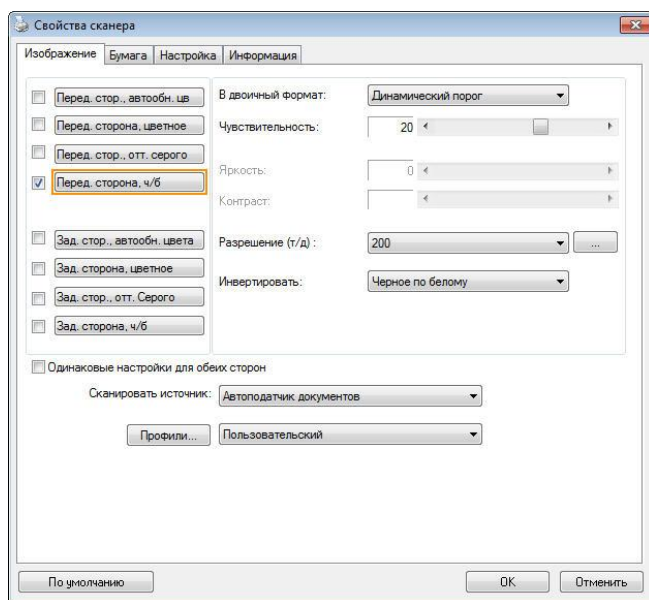 Свойства сканера
Изображение Бумага Настройка Информация
Перед. стор., автообн. цв
В двоичный формат: Динамический порог
Перед. сторона, цветное
Чувствительность: 20
Перед. стор., отт. серого
Яркость: 0
Перед. сторона, ч/б
Контраст:
Зад. стор., автообн. цвета
Разрешение (т/д) : 200 ...
Зад. сторона, цветное
Инвертировать: Черное по белому
Зад. стор., отт. Серого
Зад. сторона, ч/б
Одинаковые настройки для обеих сторон
Сканировать источник: Автоподатчик документов
Профили... Пользовательский
По умолчанию OK Отменить